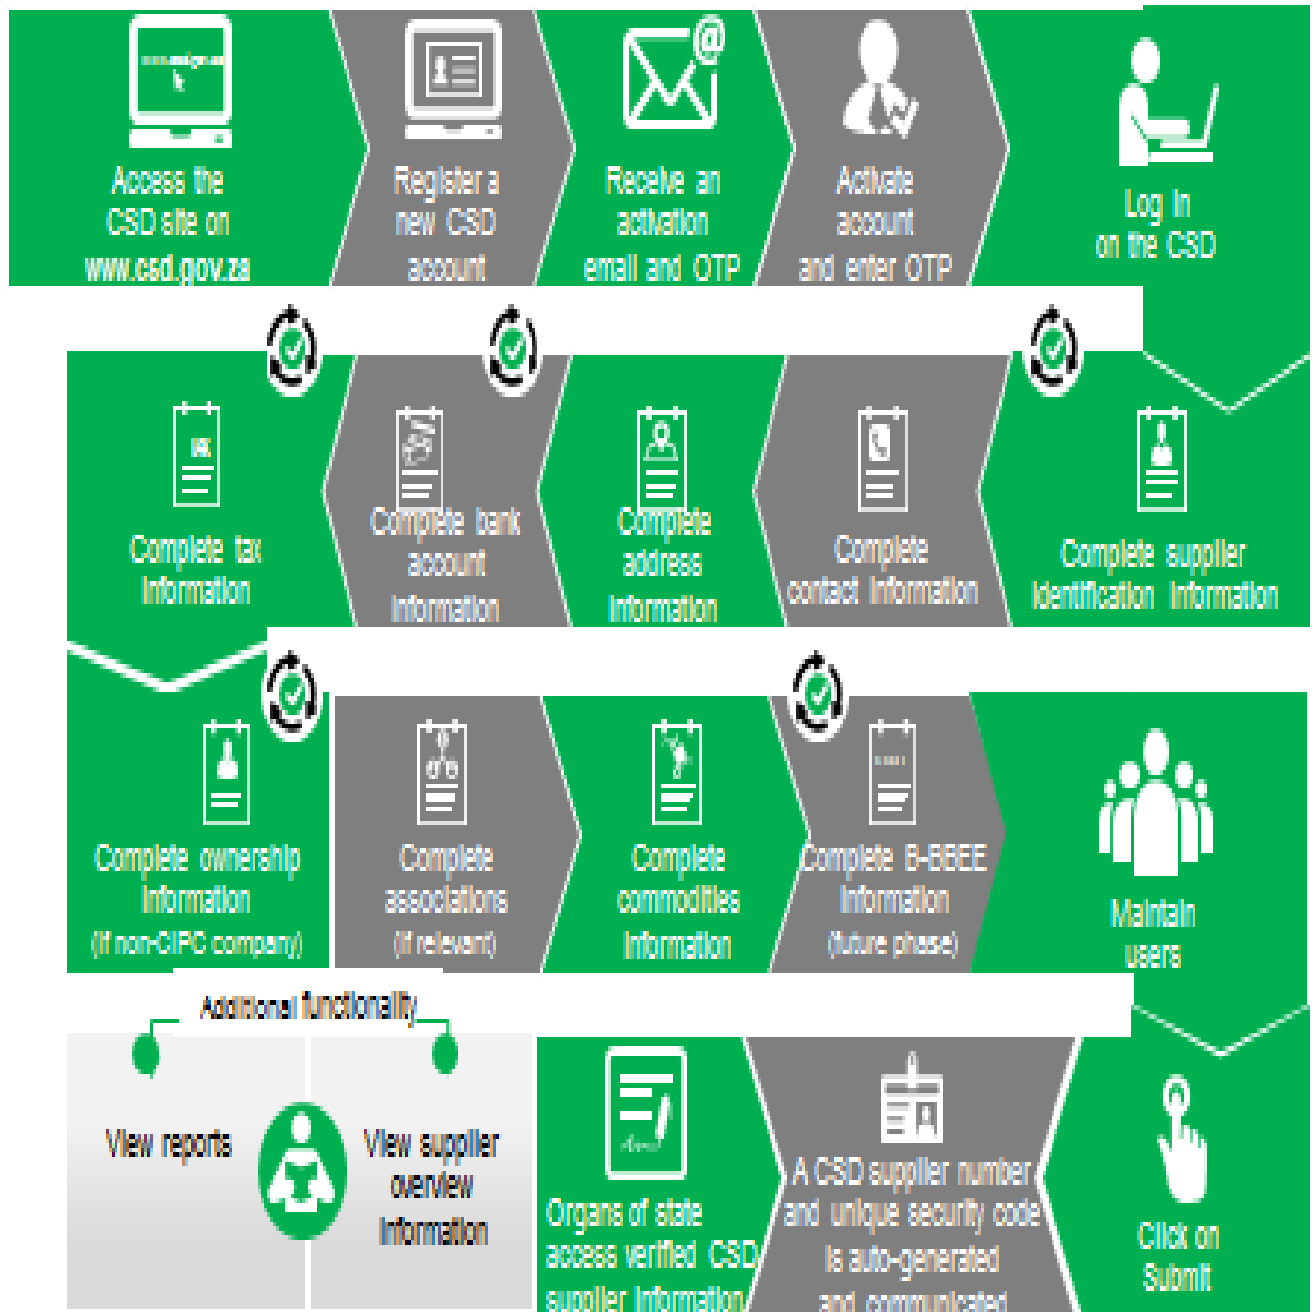 Access the
CSD site on
www.csd.gov.za
Register a
new CSD
account
Receive an
activation
email and OTP
Activate
account
and enter OTP
Log in
on the CSD
Complete tax
Information
Complete bank
account
Information
Complete
address
Information
Complete
contact Information
Complete supplier
Identification Information
Complete ownership
Information
(If non-CIPC company)
Complete
associations
(If relevant)
Complete
commodities
Information
Complete B-BBEE
Information
(future phase)
Maintain
users
Additional functionality
View reports
View supplier
overview
Information
Organs of state
access verified CSD
supplier Information
A CSD supplier number
and unique security code
is auto-generated
and communicated
Click on
Submit